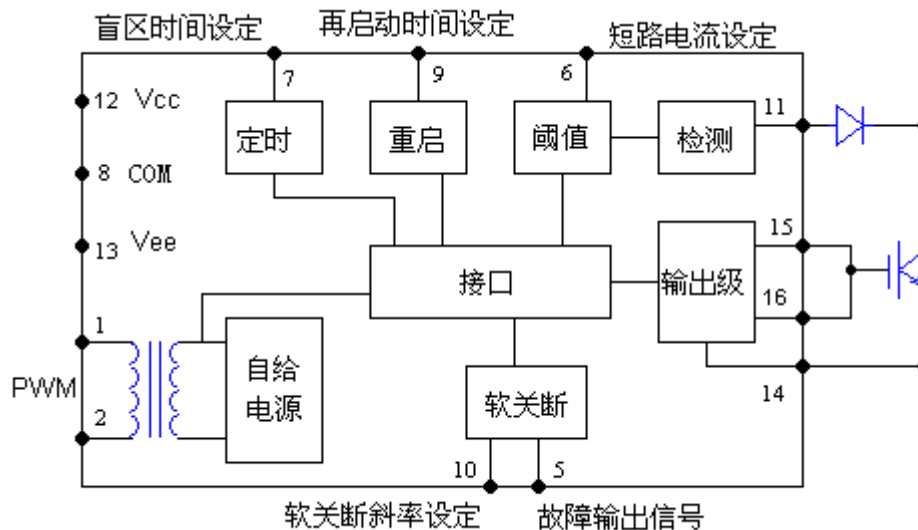 盲区时间设定
再启动时间设定
短路电流设定
7
9
6
12 Vcc
定时
重启
阈值
检测
11
8 COM
13 Vee
接口
输出级
15
16
1
PWM
2
自给
电源
软关断
14
10
5
软关断斜率设定
故障输出信号